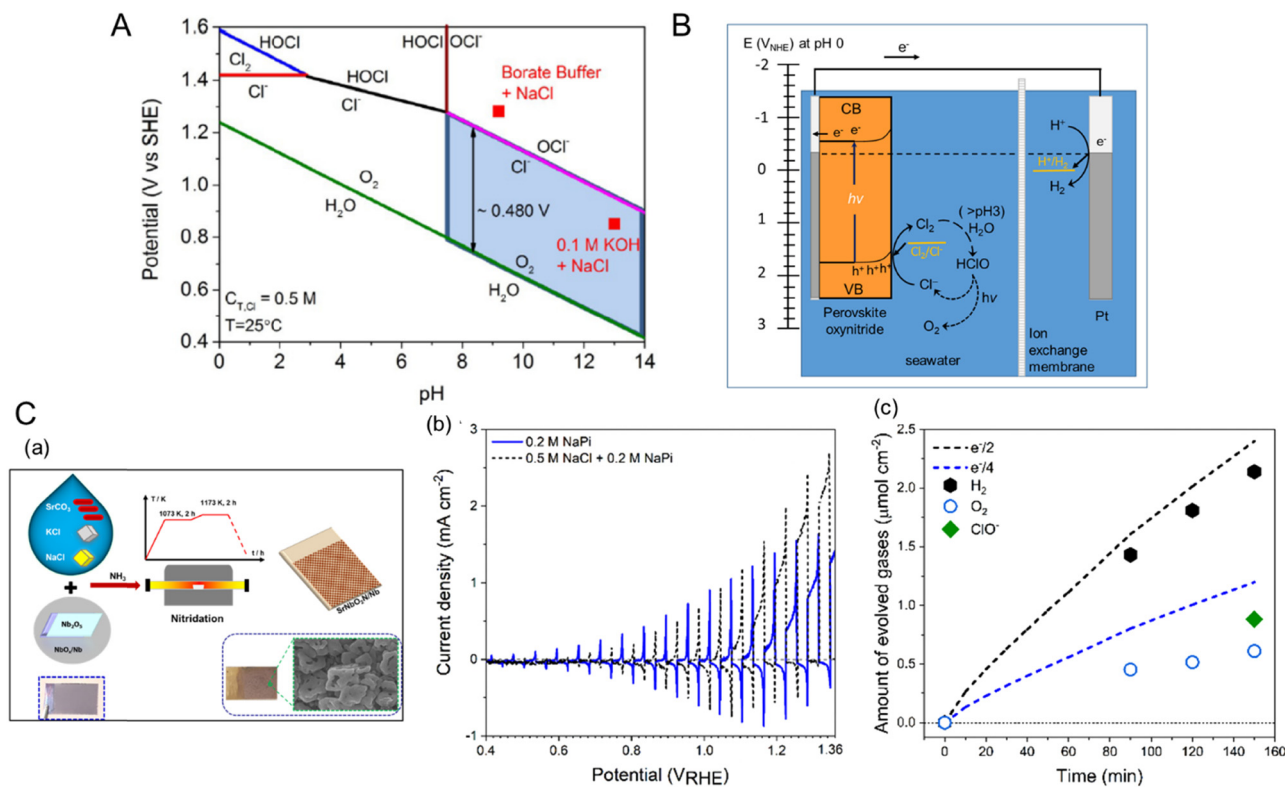 A
1.6
1.4
1.2
1.0
0.8
0.6
0.4
Potential (V vs SHE)
HOCl
Cl₂
Cl⁻
HOCl
Cl⁻
HOCl
OCl⁻
Borate Buffer
+ NaCl
OCl⁻
Cl⁻
O₂
H₂O
~ 0.480 V
0.1 M KOH
+ NaCl
O₂
H₂O
C_T,Cl = 0.5 M
T=25°C
0 2 4 6 8 10 12 14
pH
B
E (V_NHE) at pH 0
e⁻
-2
-1
0
1
2
3
CB
e⁻ e⁻
hν
h⁺ h⁺ h⁺
VB
Perovskite
oxynitride
Cl₂
( >pH3)
H₂O
Cl₂/Cl⁻
HClO
Cl⁻
hν
O₂
seawater
Ion
exchange
membrane
H⁺
e⁻
H⁺/H₂
H₂
Pt
C
(a)
SrCO₃
KCl
NaCl
+
NH₃
T / K
1073 K, 2 h
1173 K, 2 h
t / h
Nitridation
SrNbO₂N/Nb
Nb₂O₅
NbOₓ/Nb
(b)
0.2 M NaPi
0.5 M NaCl + 0.2 M NaPi
3
2
1
0
-1
Current density (mA cm⁻²)
0.4 0.6 0.8 1.0 1.2 1.36
Potential (V_RHE)
(c)
e⁻/2
e⁻/4
H₂
O₂
ClO⁻
2.5
2.0
1.5
1.0
0.5
0.0
Amount of evolved gases (μmol cm⁻²)
0 20 40 60 80 100 120 140 160
Time (min)